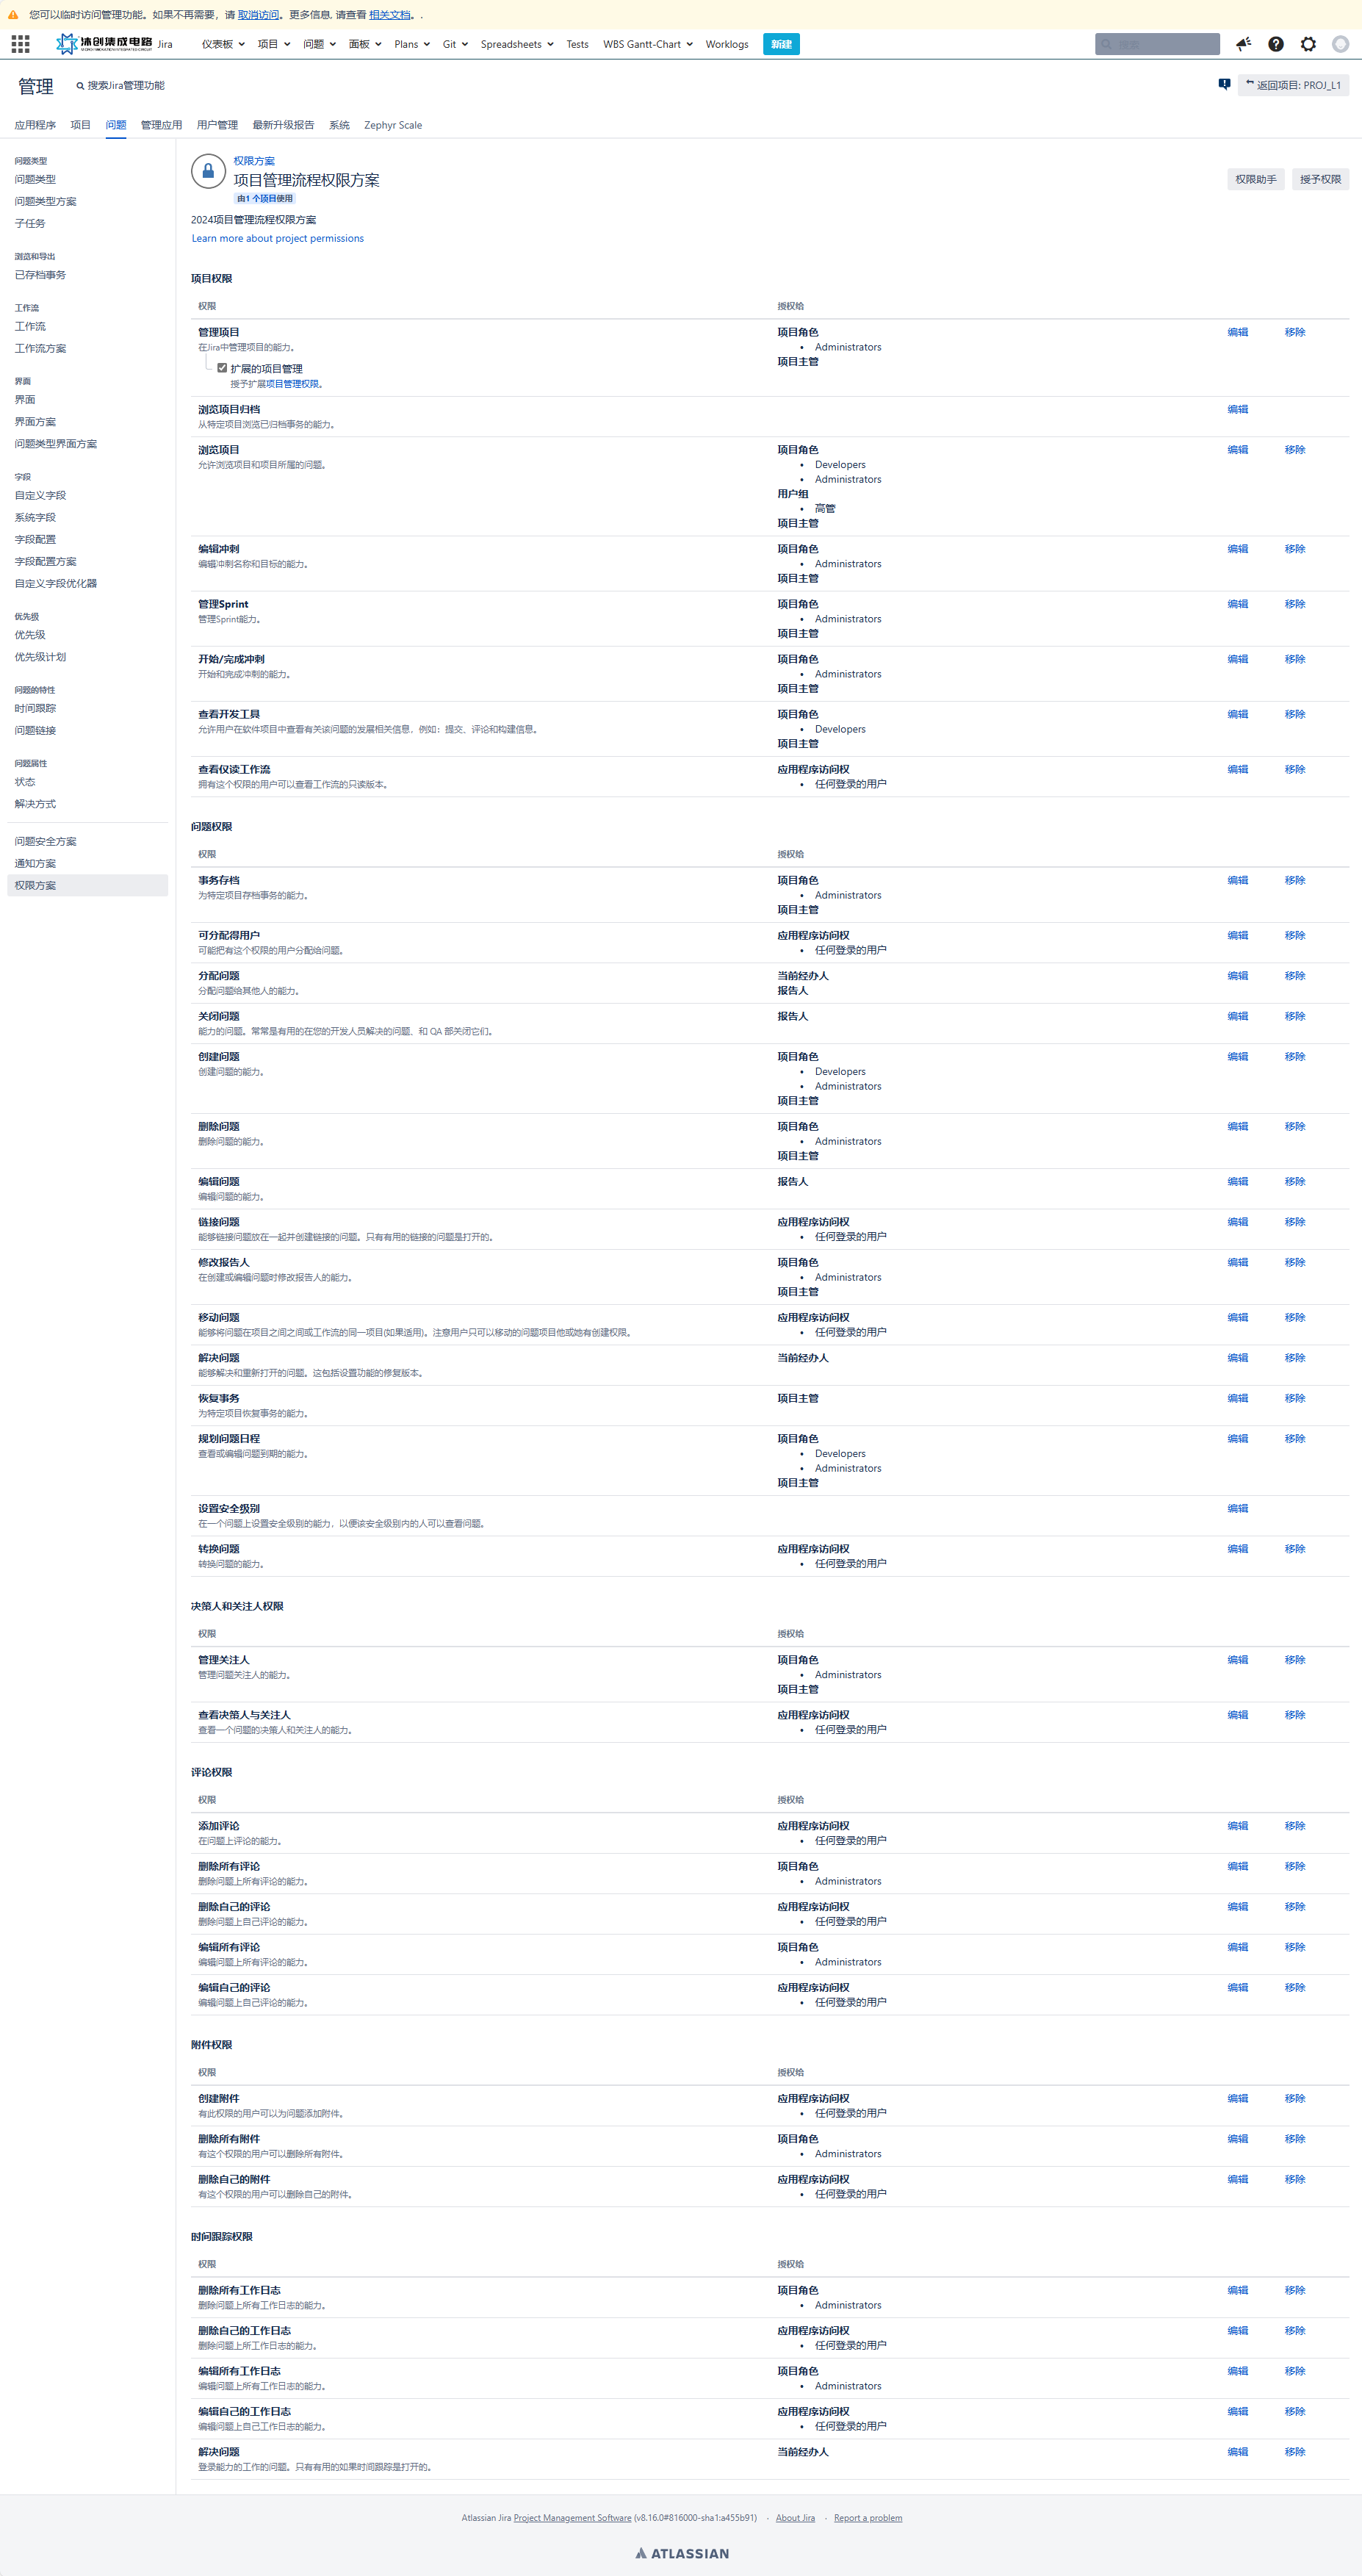 您可以临时访问管理功能。如果不再需要，请 取消访问。更多信息, 请查看 相关文档。.
沐创集成电路 Jira 仪表板 项目 问题 面板 Plans Git Spreadsheets Tests WBS Gantt-Chart Worklogs 新建 搜索
管理 搜索Jira管理功能 返回项目: PROJ_L1
应用程序 项目 问题 管理应用 用户管理 最新升级报告 系统 Zephyr Scale
问题类型
问题类型
问题类型方案
子任务
浏览和导出
已存档事务
工作流
工作流
工作流方案
界面
界面
界面方案
问题类型界面方案
字段
自定义字段
系统字段
字段配置
字段配置方案
自定义字段优化器
优先级
优先级
优先级计划
问题的特性
时间跟踪
问题链接
问题属性
状态
解决方式
问题安全方案
通知方案
权限方案
权限方案
项目管理流程权限方案
由1 个项目使用
权限助手 授予权限
2024项目管理流程权限方案
Learn more about project permissions
项目权限
权限 授权给
管理项目 项目角色 编辑 移除
在Jira中管理项目的能力。 • Administrators
扩展的项目管理 项目主管
授予扩展项目管理权限。
浏览项目归档 编辑
从特定项目浏览已归档事务的能力。
浏览项目 项目角色 编辑 移除
允许浏览项目和项目所属的问题。 • Developers
• Administrators
用户组
• 高管
项目主管
编辑冲刺 项目角色 编辑 移除
编辑冲刺名称和目标的能力。 • Administrators
项目主管
管理Sprint 项目角色 编辑 移除
管理Sprint能力。 • Administrators
项目主管
开始/完成冲刺 项目角色 编辑 移除
开始和完成冲刺的能力。 • Administrators
项目主管
查看开发工具 项目角色 编辑 移除
允许用户在软件项目中查看有关该问题的发展相关信息，例如：提交、评论和构建信息。 • Developers
项目主管
查看仅读工作流 应用程序访问权 编辑 移除
拥有这个权限的用户可以查看工作流的只读版本。 • 任何登录的用户
问题权限
权限 授权给
事务存档 项目角色 编辑 移除
为特定项目存档事务的能力。 • Administrators
项目主管
可分配得用户 应用程序访问权 编辑 移除
可能把有这个权限的用户分配给问题。 • 任何登录的用户
分配问题 当前经办人 编辑 移除
分配问题给其他人的能力。 报告人
关闭问题 报告人 编辑 移除
能力的问题。常常是有用的在您的开发人员解决的问题、和 QA 部关闭它们。
创建问题 项目角色 编辑 移除
创建问题的能力。 • Developers
• Administrators
项目主管
删除问题 项目角色 编辑 移除
删除问题的能力。 • Administrators
项目主管
编辑问题 报告人 编辑 移除
编辑问题的能力。
链接问题 应用程序访问权 编辑 移除
能够链接问题放在一起并创建链接的问题。只有有用的链接的问题是打开的。 • 任何登录的用户
修改报告人 项目角色 编辑 移除
在创建或编辑问题时修改报告人的能力。 • Administrators
项目主管
移动问题 应用程序访问权 编辑 移除
能够将问题在项目之间之间或工作流的同一项目(如果适用)。注意用户只可以移动的问题项目他或她有创建权限。 • 任何登录的用户
解决问题 当前经办人 编辑 移除
能够解决和重新打开的问题。这包括设置功能的修复版本。
恢复事务 项目主管 编辑 移除
为特定项目恢复事务的能力。
规划问题日程 项目角色 编辑 移除
查看或编辑问题到期的能力。 • Developers
• Administrators
项目主管
设置安全级别 编辑
在一个问题上设置安全级别的能力，以便该安全级别内的人可以查看问题。
转换问题 应用程序访问权 编辑 移除
转换问题的能力。 • 任何登录的用户
决策人和关注人权限
权限 授权给
管理关注人 项目角色 编辑 移除
管理问题关注人的能力。 • Administrators
项目主管
查看决策人与关注人 应用程序访问权 编辑 移除
查看一个问题的决策人和关注人的能力。 • 任何登录的用户
评论权限
权限 授权给
添加评论 应用程序访问权 编辑 移除
在问题上评论的能力。 • 任何登录的用户
删除所有评论 项目角色 编辑 移除
删除问题上所有评论的能力。 • Administrators
删除自己的评论 应用程序访问权 编辑 移除
删除问题上自己评论的能力。 • 任何登录的用户
编辑所有评论 项目角色 编辑 移除
编辑问题上所有评论的能力。 • Administrators
编辑自己的评论 应用程序访问权 编辑 移除
编辑问题上自己评论的能力。 • 任何登录的用户
附件权限
权限 授权给
创建附件 应用程序访问权 编辑 移除
有此权限的用户可以为问题添加附件。 • 任何登录的用户
删除所有附件 项目角色 编辑 移除
有这个权限的用户可以删除所有附件。 • Administrators
删除自己的附件 应用程序访问权 编辑 移除
有这个权限的用户可以删除自己的附件。 • 任何登录的用户
时间跟踪权限
权限 授权给
删除所有工作日志 项目角色 编辑 移除
删除问题上所有工作日志的能力。 • Administrators
删除自己的工作日志 应用程序访问权 编辑 移除
删除问题上所工作日志的能力。 • 任何登录的用户
编辑所有工作日志 项目角色 编辑 移除
编辑问题上所有工作日志的能力。 • Administrators
编辑自己的工作日志 应用程序访问权 编辑 移除
编辑问题上自己工作日志的能力。 • 任何登录的用户
解决问题 当前经办人 编辑 移除
登录能力的工作的问题。只有有用的如果时间跟踪是打开的。
Atlassian Jira Project Management Software (v8.16.0#816000-sha1:a455b91) · About Jira · Report a problem
ATLASSIAN